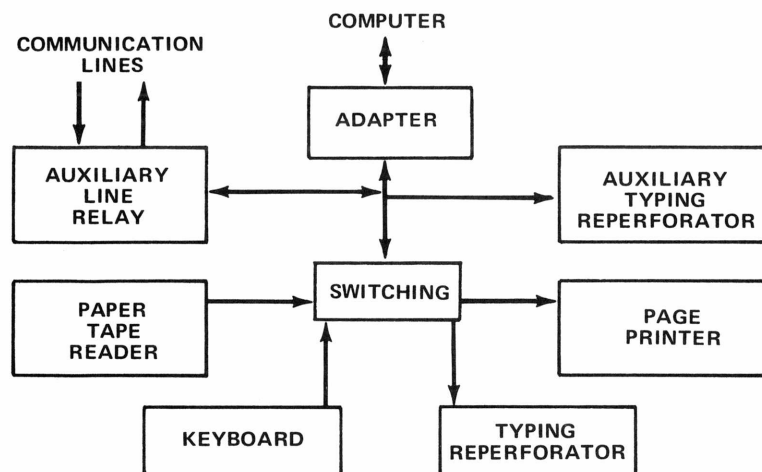 COMPUTER
COMMUNICATION
LINES
ADAPTER
AUXILIARY
LINE
RELAY
AUXILIARY
TYPING
REPERFORATOR
SWITCHING
PAPER
TAPE
READER
PAGE
PRINTER
KEYBOARD
TYPING
REPERFORATOR